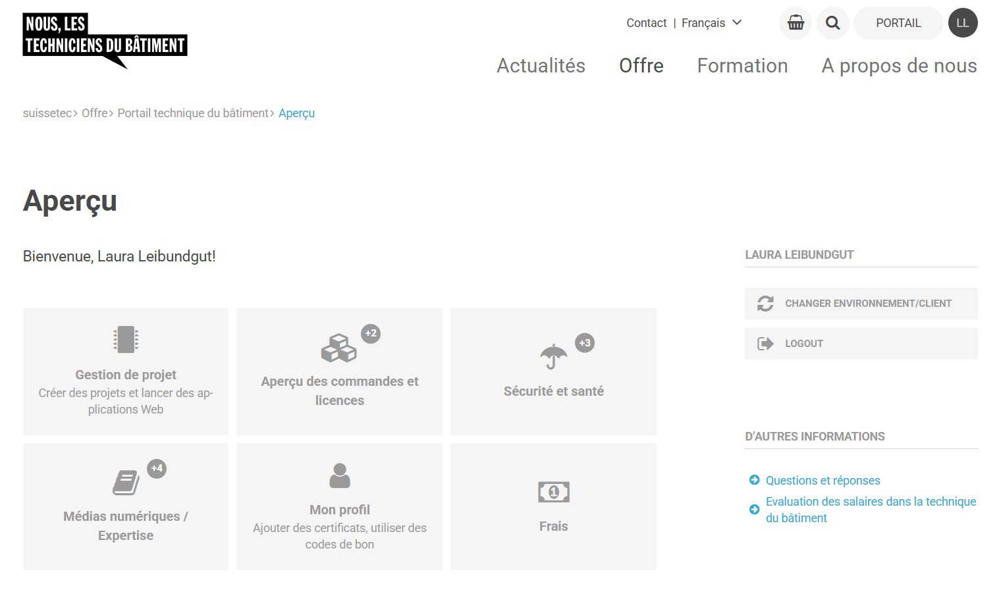 NOUS, LES
TECHNICIENS DU BÂTIMENT
Contact | Français
PORTAIL
LL
Actualités
Offre
Formation
A propos de nous
suissetec> Offre> Portail technique du bâtiment> Aperçu
Aperçu
Bienvenue, Laura Leibundgut!
Gestion de projet
Créer des projets et lancer des ap-
plications Web
+2
Aperçu des commandes et
licences
+3
Sécurité et santé
+4
Médias numériques /
Expertise
Mon profil
Ajouter des certificats, utiliser des
codes de bon
1
Frais
LAURA LEIBUNDGUT
CHANGER ENVIRONNEMENT/CLIENT
LOGOUT
D’AUTRES INFORMATIONS
Questions et réponses
Evaluation des salaires dans la technique
du bâtiment